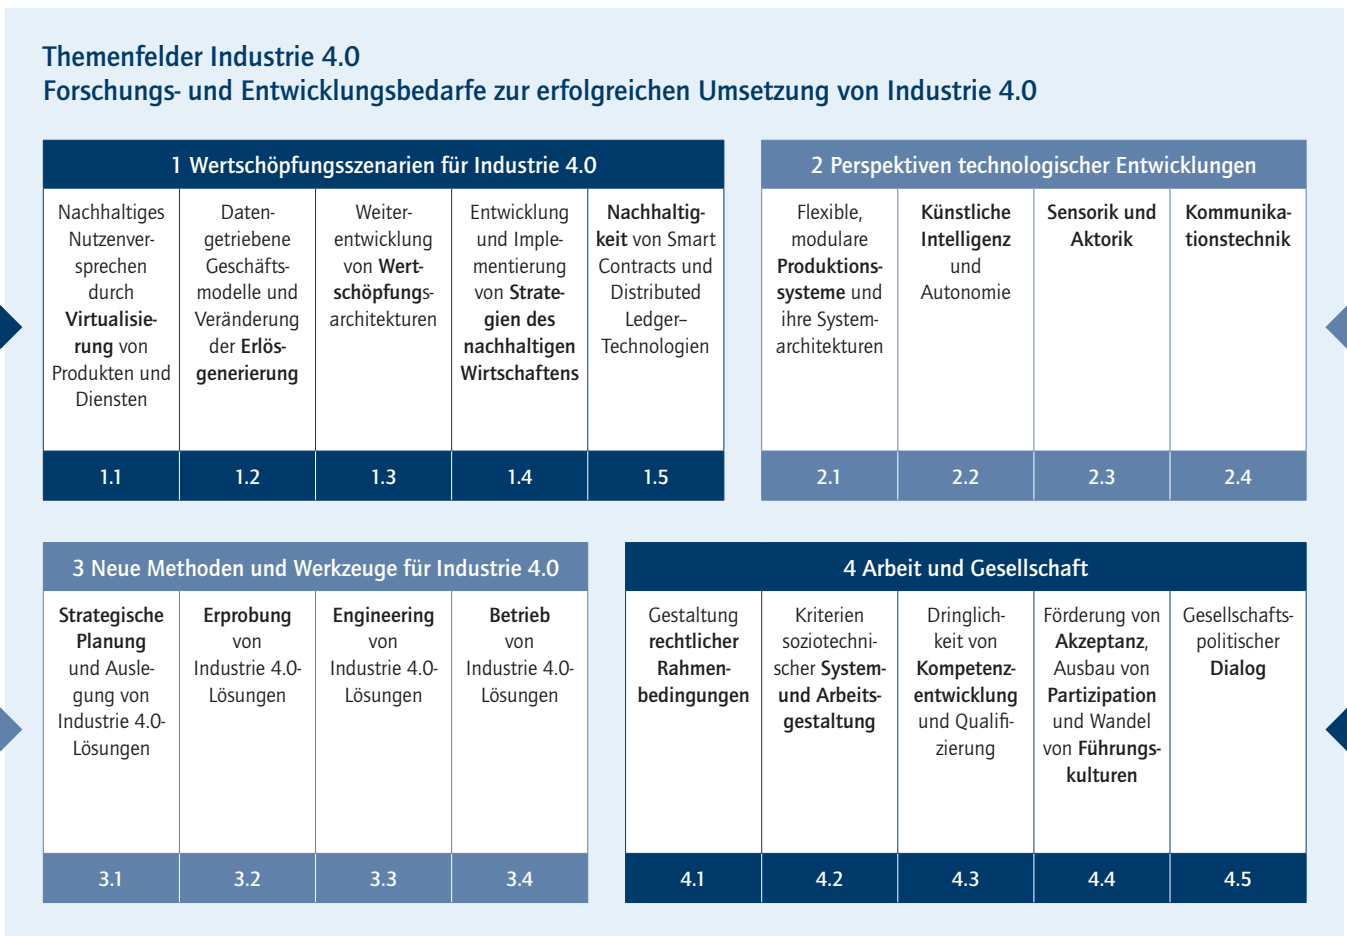 Themenfelder Industrie 4.0
Forschungs- und Entwicklungsbedarfe zur erfolgreichen Umsetzung von Industrie 4.0
1 Wertschöpfungsszenarien für Industrie 4.0
Nachhaltiges
Nutzenver-
sprechen
durch
Virtualisie-
rung von
Produkten und
Diensten
1.1
Daten-
getriebene
Geschäfts-
modelle und
Veränderung
der Erlös-
generierung
1.2
Weiter-
entwicklung
von Wert-
schöpfungs-
architekturen
1.3
Entwicklung
und Imple-
mentierung
von Strate-
gien des
nachhaltigen
Wirtschaftens
1.4
Nachhaltig-
keit von Smart
Contracts und
Distributed
Ledger–
Technologien
1.5
2 Perspektiven technologischer Entwicklungen
Flexible,
modulare
Produktions-
systeme und
ihre System-
architekturen
2.1
Künstliche
Intelligenz
und
Autonomie
2.2
Sensorik und
Aktorik
2.3
Kommunika-
tionstechnik
2.4
3 Neue Methoden und Werkzeuge für Industrie 4.0
Strategische
Planung
und Ausle-
gung von
Industrie 4.0-
Lösungen
3.1
Erprobung
von
Industrie 4.0-
Lösungen
3.2
Engineering
von
Industrie 4.0-
Lösungen
3.3
Betrieb
von
Industrie 4.0-
Lösungen
3.4
4 Arbeit und Gesellschaft
Gestaltung
rechtlicher
Rahmen-
bedingungen
4.1
Kriterien
soziotechni-
scher System-
und Arbeits-
gestaltung
4.2
Dringlich-
keit von
Kompetenz-
entwicklung
und Qualifi-
zierung
4.3
Förderung von
Akzeptanz,
Ausbau von
Partizipation
und Wandel
von Führungs-
kulturen
4.4
Gesellschafts-
politischer
Dialog
4.5